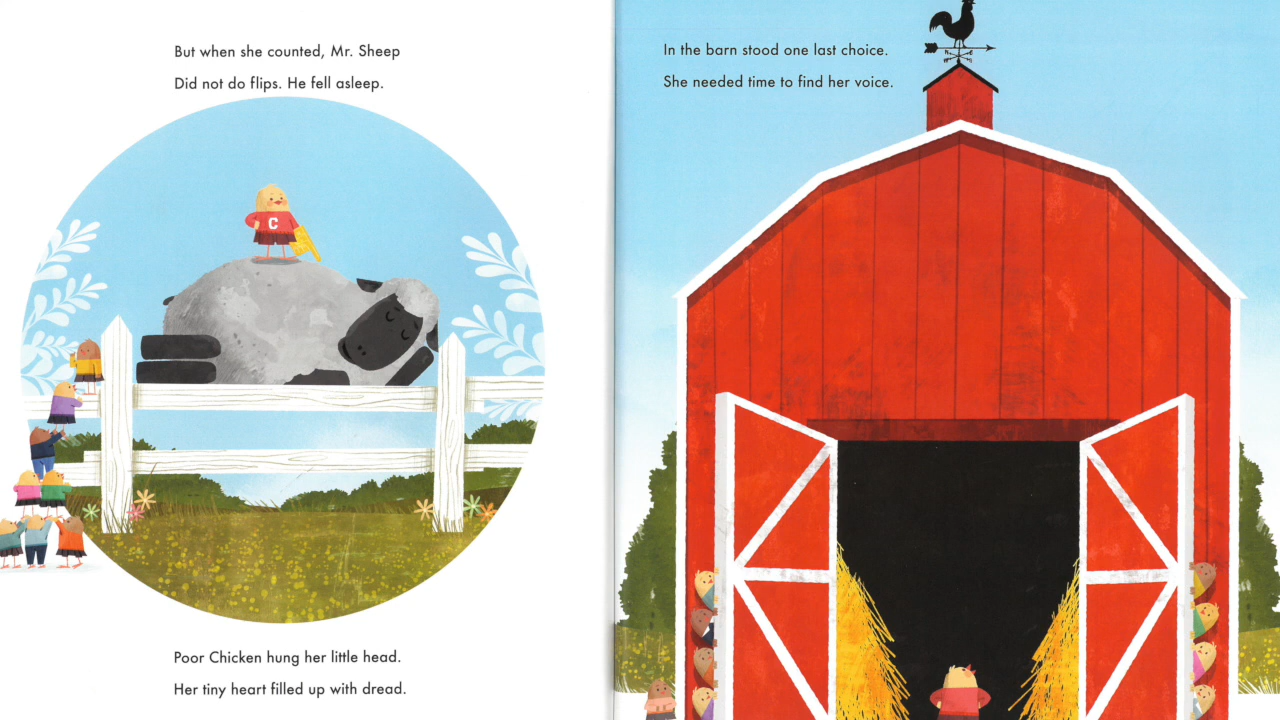 But when she counted, Mr. Sheep
Did not do flips. He fell asleep.
C
Poor Chicken hung her little head.
Her tiny heart filled up with dread.
In the barn stood one last choice.
She needed time to find her voice.